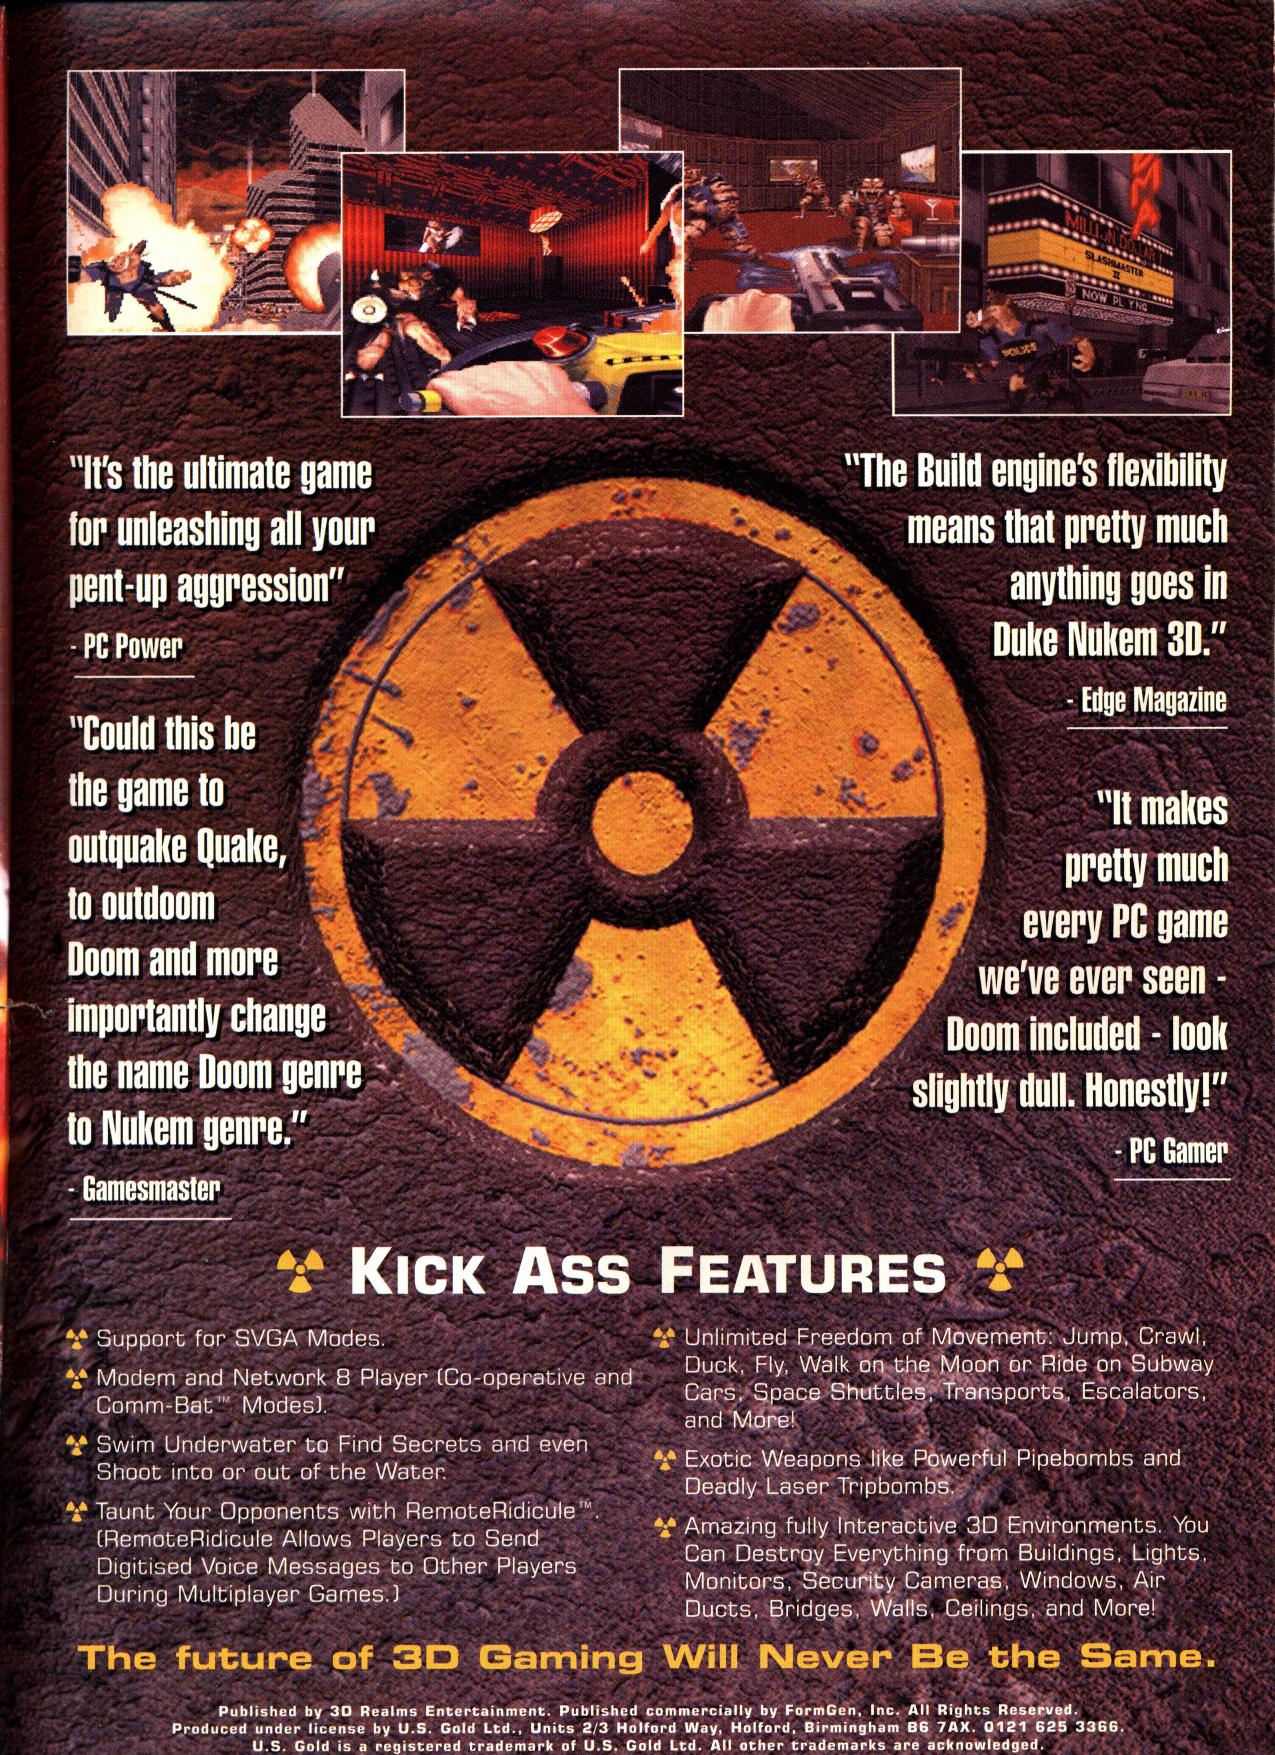 MILL
SLASHMASTER
II
NOW PL YNG
POLICE
"It's the ultimate game
for unleashing all your
pent-up aggression"
- PC Power
"Could this be
the game to
outquake Quake,
to outdoom
Doom and more
importantly change
the name Doom genre
to Nukem genre."
- Gamesmaster
"The Build engine's flexibility
means that pretty much
anything goes in
Duke Nukem 3D."
- Edge Magazine
"It makes
pretty much
every PC game
we've ever seen -
Doom included - look
slightly dull. Honestly!"
- PC Gamer
KICK ASS FEATURES
Support for SVGA Modes.
Modem and Network 8 Player (Co-operative and
Comm-Bat™ Modes).
Swim Underwater to Find Secrets and even
Shoot into or out of the Water.
Taunt Your Opponents with RemoteRidicule™.
(RemoteRidicule Allows Players to Send
Digitised Voice Messages to Other Players
During Multiplayer Games.)
Unlimited Freedom of Movement: Jump, Crawl,
Duck, Fly, Walk on the Moon or Ride on Subway
Cars, Space Shuttles, Transports, Escalators,
and More!
Exotic Weapons like Powerful Pipebombs and
Deadly Laser Tripbombs.
Amazing fully Interactive 3D Environments. You
Can Destroy Everything from Buildings, Lights,
Monitors, Security Cameras, Windows, Air
Ducts, Bridges, Walls, Ceilings, and More!
The future of 3D Gaming Will Never Be the Same.
Published by 3D Realms Entertainment. Published commercially by FormGen, Inc. All Rights Reserved.
Produced under license by U.S. Gold Ltd., Units 2/3 Holford Way, Holford, Birmingham B6 7AX. 0121 625 3366.
U.S. Gold is a registered trademark of U.S. Gold Ltd. All other trademarks are acknowledged.